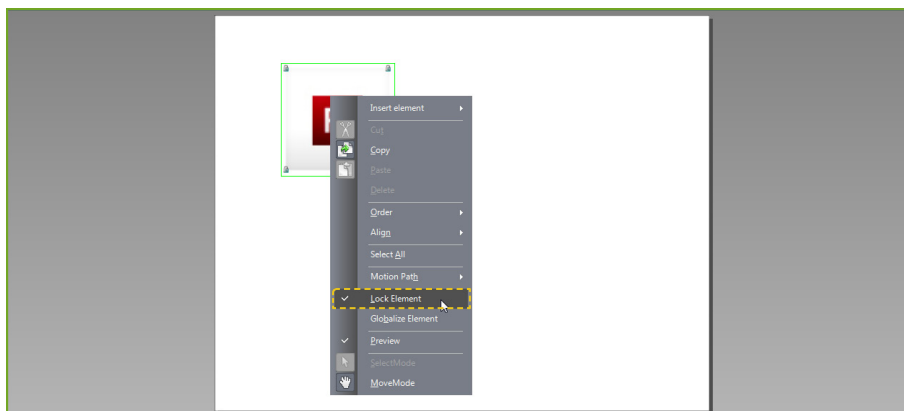 Insert element
Cut
Copy
Paste
Delete
Order
Align
Select All
Motion Path
Lock Element
Globalize Element
Preview
SelectMode
MoveMode